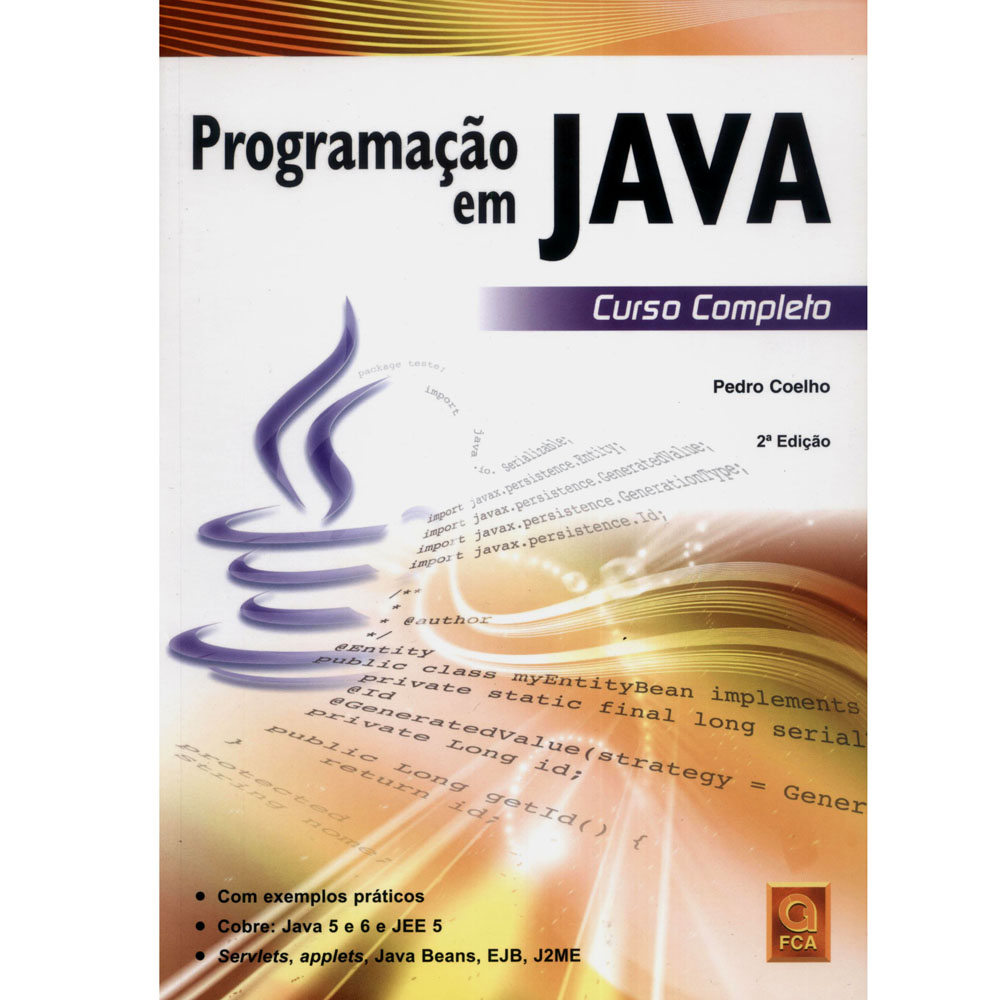 Programação
em
JAVA
Curso Completo
Pedro Coelho
2ª Edição
package teste;
import
java
.io.
Serializable;
import javax.persistence.Entity;
import javax.persistence.GeneratedValue;
import javax.persistence.GenerationType;
import javax.persistence.Id;
/**
*
* @author
*/
@Entity
public class myEntityBean implements
private static final long serial
@Id
@GeneratedValue(strategy = Gener
private Long id;
public Long getId() {
return id;
}
protected
String nome;
• Com exemplos práticos
• Cobre: Java 5 e 6 e JEE 5
• Servlets, applets, Java Beans, EJB, J2ME
FCA